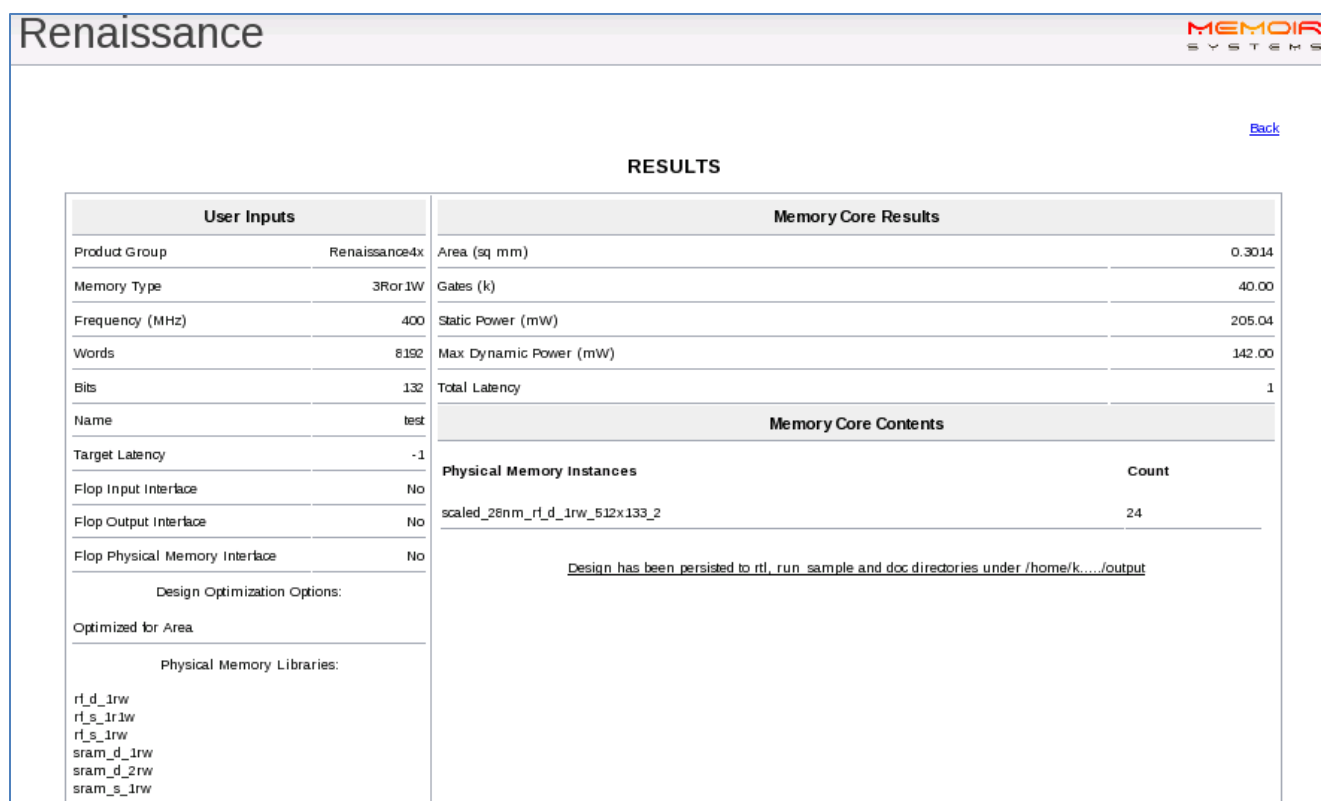 Renaissance
MEMOIR
SYSTEMS
Back
RESULTS
User Inputs
Product Group Renaissance4x
Memory Type 3Ror1W
Frequency (MHz) 400
Words 8192
Bits 132
Name test
Target Latency -1
Flop Input Interface No
Flop Output Interface No
Flop Physical Memory Interface No
Design Optimization Options:
Optimized for Area
Physical Memory Libraries:
rf_d_1rw
rf_s_1r1w
rf_s_1rw
sram_d_1rw
sram_d_2rw
sram_s_1rw
Memory Core Results
Area (sq mm) 0.3014
Gates (k) 40.00
Static Power (mW) 205.04
Max Dynamic Power (mW) 142.00
Total Latency 1
Memory Core Contents
Physical Memory Instances Count
scaled_28nm_rf_d_1rw_512x133_2 24
Design has been persisted to rtl, run_sample and doc directories under /home/k...../output